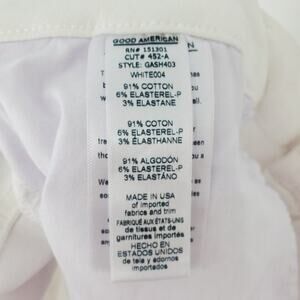 GOOD AMERICAN
RN# 151301
CUT# 452-A
STYLE: GASH403
WHITE004
91% COTTON
6% ELASTEREL-P
3% ELASTANE
91% COTON
6% ELASTEREL-P
3% ÉLASTHANNE
91% ALGODÓN
6% ELASTEREL-P
3% ELASTÁNO
MADE IN USA
of imported
fabrics and trim
FABRIQUÉ AUX ÉTATS-UNIS
de tissus et de
garnitures importés
HECHO EN
ESTADOS UNIDOS
de tela y adornos
importados